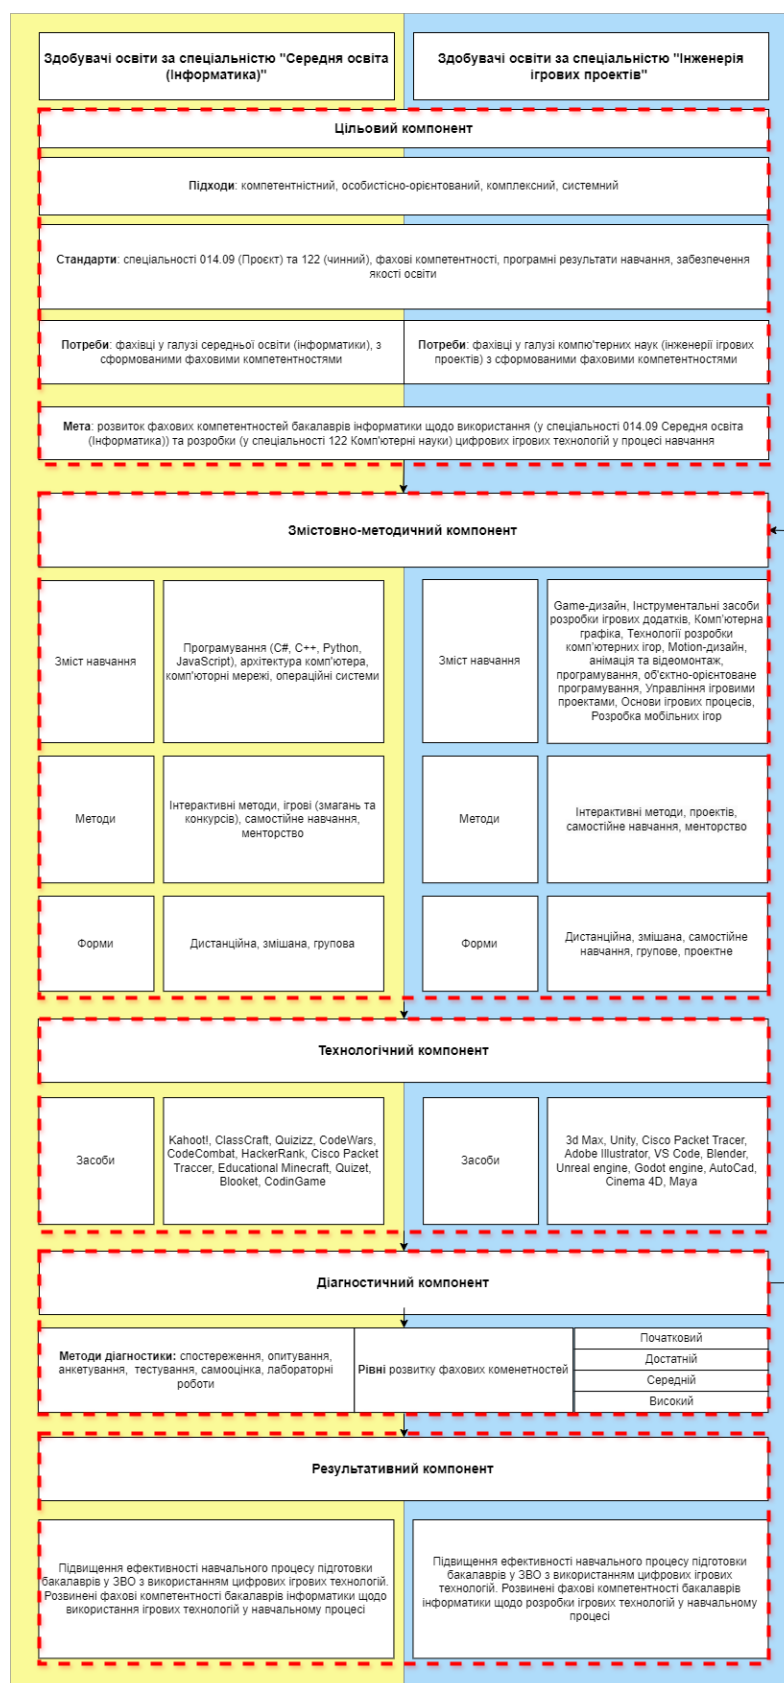 Здобувачі освіти за спеціальністю "Середня освіта
(Інформатика)"
Здобувачі освіти за спеціальністю "Інженерія
ігрових проектів"
Цільовий компонент
Підходи: компетентністний, особистісно-орієнтований, комплексний, системний
Стандарти: спеціальності 014.09 (Проєкт) та 122 (чинний), фахові компетентності, програмні результати навчання, забезпечення
якості освіти
Потреби: фахівці у галузі середньої освіти (інформатики), з
сформованими фаховими компетентностями
Потреби: фахівці у галузі компю'терних наук (інженерії ігрових
проектів) з сформованими фаховими компетентностями
Мета: розвиток фахових компетентностей бакалаврів інформатики щодо використання (у спеціальності 014.09 Середня освіта
(Інформатика)) та розробки (у спеціальності 122 Комп'ютерні науки) цифрових ігрових технологій у процесі навчання
Змістовно-методичний компонент
Зміст навчання
Програмування (C#, C++, Python,
JavaScript), архітектура комп'ютера,
комп'юторні мережі, операційні системи
Зміст навчання
Game-дизайн, Інструментальні засоби
розробки ігрових додатків, Комп'ютерна
графіка, Технології розробки
комп'ютерних ігор, Motion-дизайн,
анімація та відеомонтаж,
програмування, об'єктно-орієнтоване
програмування, Управління ігровими
проектами, Основи ігрових процесів,
Розробка мобільних ігор
Методи
Інтерактивні методи, ігрові (змагань та
конкурсів), самостійне навчання,
менторство
Методи
Інтерактивні методи, проектів,
самостійне навчання, менторство
Форми
Дистанційна, змішана, групова
Форми
Дистанційна, змішана, самостійне
навчання, групове, проектне
Технологічний компонент
Засоби
Kahoot!, ClassCraft, Quizizz, CodeWars,
CodeCombat, HackerRank, Cisco Packet
Traccer, Educational Minecraft, Quizet,
Blooket, CodinGame
Засоби
3d Max, Unity, Cisco Packet Tracer,
Adobe Illustrator, VS Code, Blender,
Unreal engine, Godot engine, AutoCad,
Cinema 4D, Maya
Діагностичний компонент
Методи діагностики: спостереження, опитування,
анкетування, тестування, самооцінка, лабораторні
роботи
Рівні розвитку фахових коменетностей
Початковий
Достатній
Середній
Високий
Результативний компонент
Підвищення ефективності навчального процесу підготовки
бакалаврів у ЗВО з використанням цифрових ігрових технологій.
Розвинені фахові компетентності бакалаврів інформатики щодо
використання ігрових технологій у навчальному процесі
Підвищення ефективності навчального процесу підготовки
бакалаврів у ЗВО з використанням цифрових ігрових
технологій. Розвинені фахові компетентності бакалаврів
інформатики щодо розробки ігрових технологій у навчальному
процесі